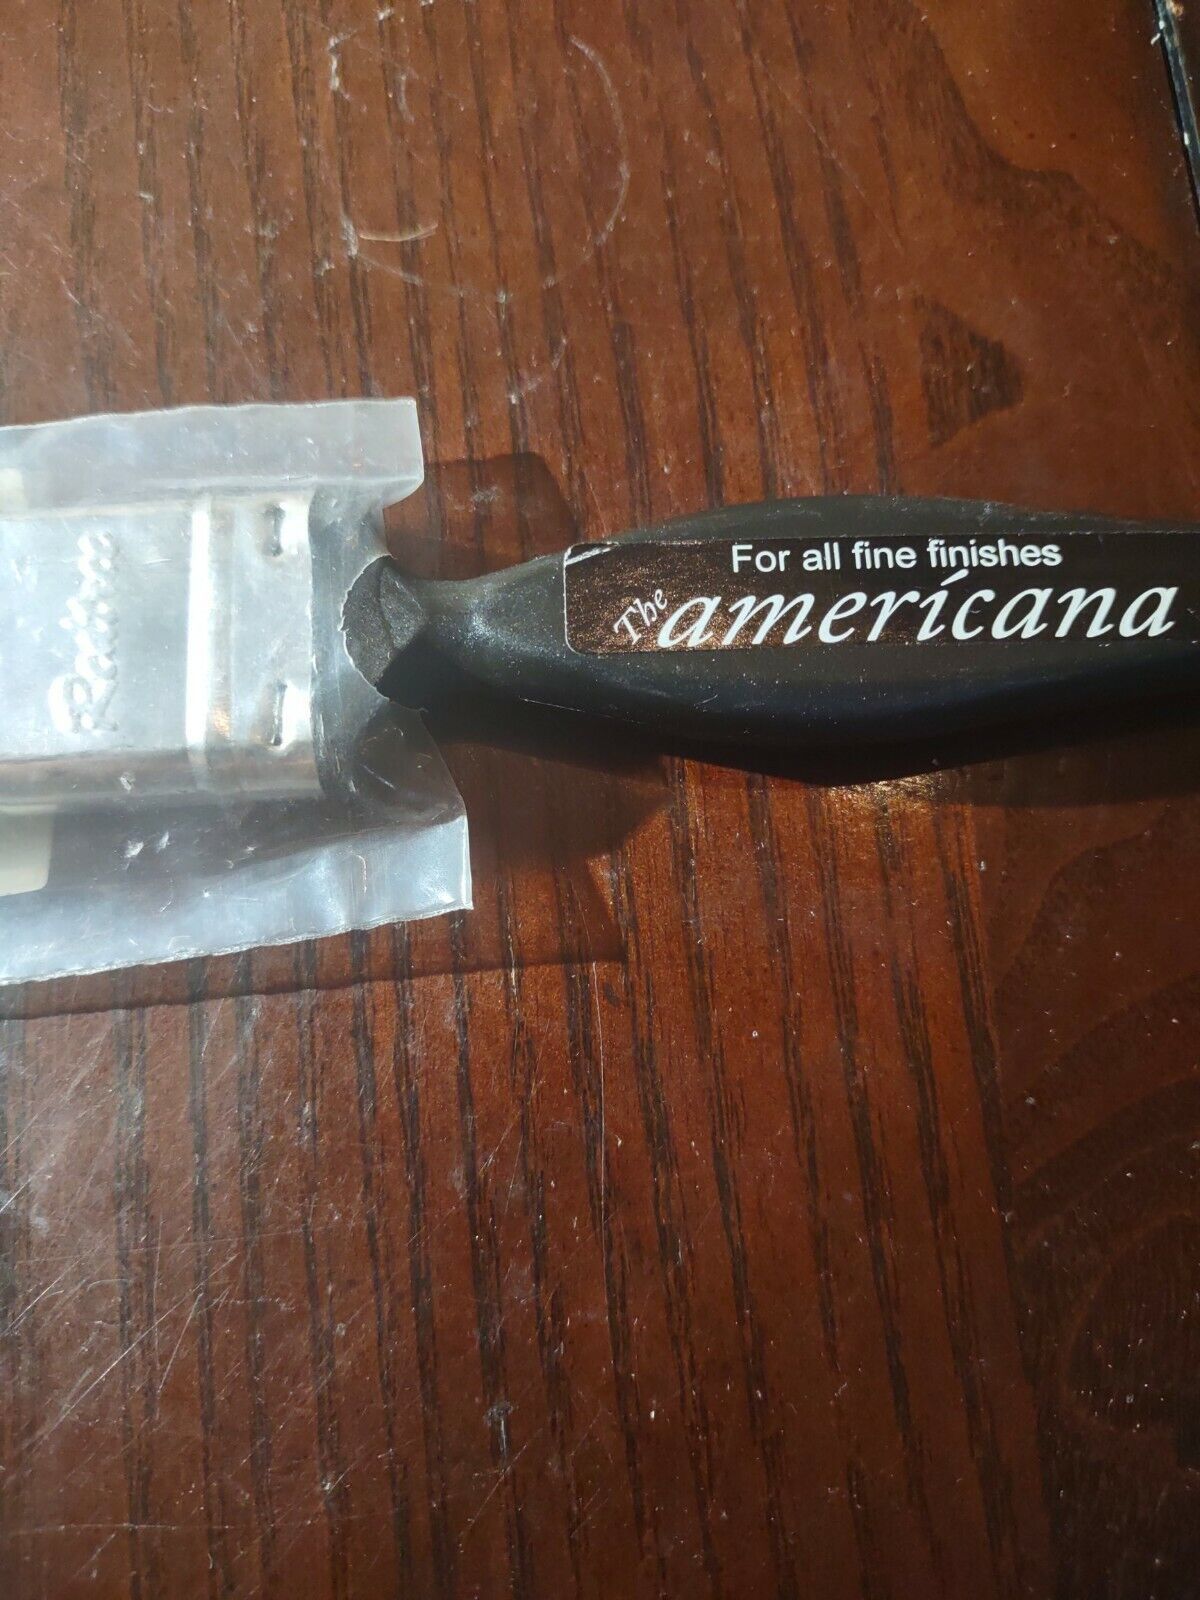 For all fine finishes
The americana